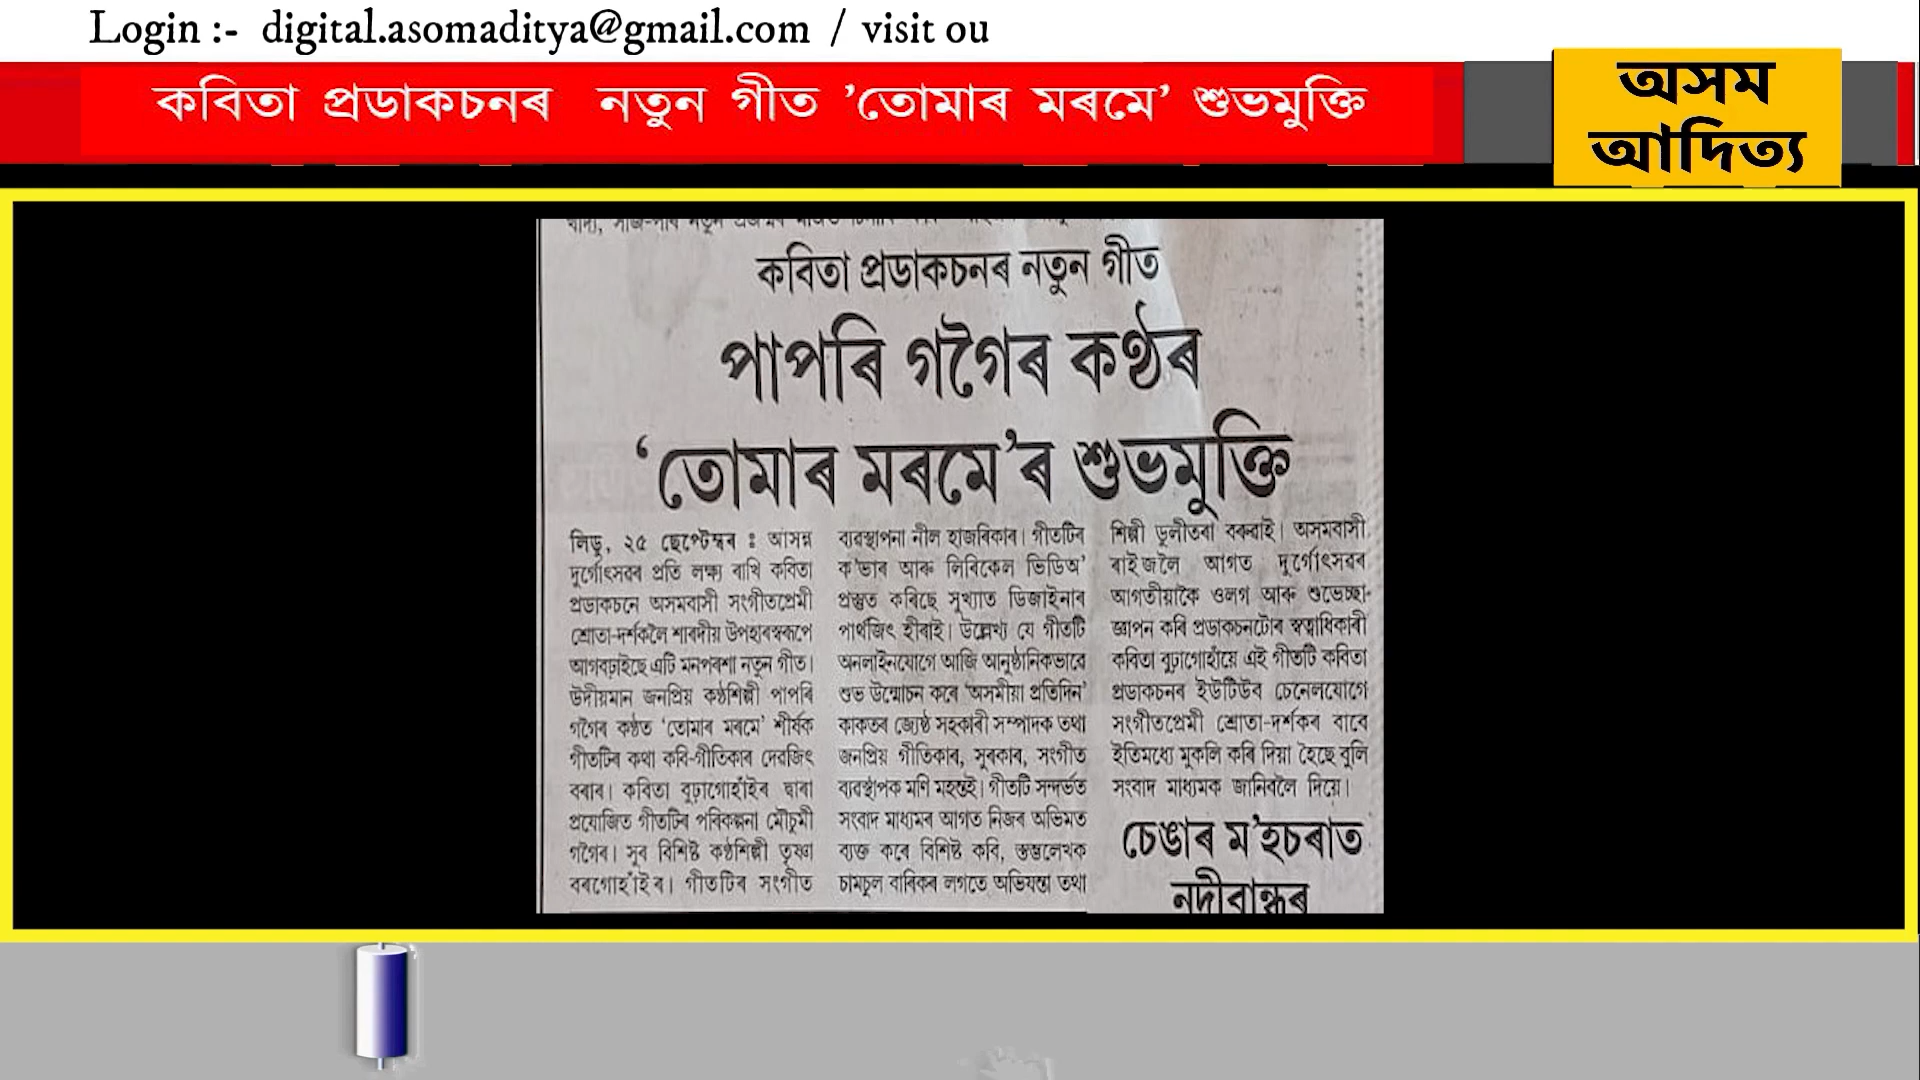 Login :-  digital.asomaditya@gmail.com  / visit ou
কবিতা প্ৰডাকচনৰ  নতুন গীত ’তোমাৰ মৰমে’ শুভমুক্তি
অসম
আদিত্য
কবিতা প্ৰডাকচনৰ নতুন গীত
পাপৰি গগৈৰ কণ্ঠৰ
‘তোমাৰ মৰমে’ৰ শুভমুক্তি
লিডু, ২৫ ছেপ্টেম্বৰ : আসন্ন
দুৰ্গোৎসৱৰ প্ৰতি লক্ষ্য ৰাখি কবিতা
প্ৰডাকচনে অসমবাসী সংগীতপ্ৰেমী
শ্ৰোতা-দৰ্শকলৈ শাৰদীয় উপহাৰস্বৰূপে
আগবঢ়াইছে এটি মনপৰশা নতুন গীত।
উদীয়মান জনপ্ৰিয় কণ্ঠশিল্পী পাপৰি
গগৈৰ কণ্ঠত ‘তোমাৰ মৰমে’ শীৰ্ষক
গীতটিৰ কথা কবি-গীতিকাৰ দেৱজিৎ
বৰাৰ। কবিতা বুঢ়াগোহাঁইৰ দ্বাৰা
প্ৰযোজিত গীতটিৰ পৰিকল্পনা মৌচুমী
গগৈৰ। সুৰ বিশিষ্ট কণ্ঠশিল্পী তৃষ্ণা
বৰগোহাঁইৰ। গীতটিৰ সংগীত
ব্যৱস্থাপনা নীল হাজৰিকাৰ। গীতটিৰ
ক'ভাৰ আৰু লিৰিকেল ভিডিঅ’
প্ৰস্তুত কৰিছে সুখ্যাত ডিজাইনাৰ
পাৰ্থজিৎ হীৰাই। উল্লেখ্য যে গীতটি
অনলাইনযোগে আজি আনুষ্ঠানিকভাৱে
শুভ উন্মোচন কৰে ‘অসমীয়া প্ৰতিদিন’
কাকতৰ জ্যেষ্ঠ সহকাৰী সম্পাদক তথা
জনপ্ৰিয় গীতিকাৰ, সুৰকাৰ, সংগীত
ব্যৱস্থাপক মণি মহন্তই। গীতটি সন্দৰ্ভত
সংবাদ মাধ্যমৰ আগত নিজৰ অভিমত
ব্যক্ত কৰে বিশিষ্ট কবি, স্তম্ভলেখক
চামচুল বাৰিকৰ লগতে অভিযন্তা তথা
শিল্পী ডুলীতৰা বৰুৱাই। অসমবাসী
ৰাইজলৈ আগত দুৰ্গোৎসৱৰ
আগতীয়াকৈ ওলগ আৰু শুভেচ্ছা-
জ্ঞাপন কৰি প্ৰডাকচনটোৰ স্বত্বাধিকাৰী
কবিতা বুঢ়াগোহাঁয়ে এই গীতটি কবিতা
প্ৰডাকচনৰ ইউটিউব চেনেলযোগে
সংগীতপ্ৰেমী শ্ৰোতা-দৰ্শকৰ বাবে
ইতিমধ্যে মুকলি কৰি দিয়া হৈছে বুলি
সংবাদ মাধ্যমক জানিবলৈ দিয়ে।
চেঙাৰ ম'হচৰাত
নদীবান্ধৰ